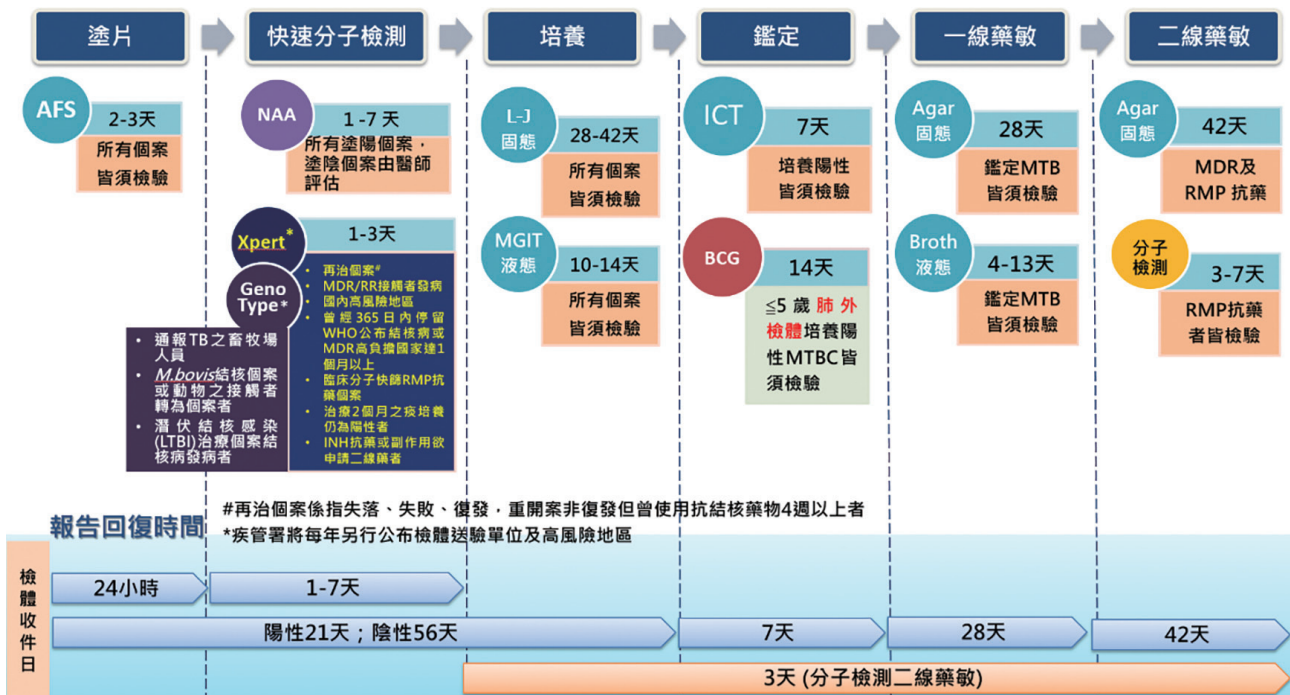 塗片
快速分子檢測
培養
鑑定
一線藥敏
二線藥敏
AFS
2-3天
所有個案
皆須檢驗
NAA
1 -7天
所有塗陽個案，
塗陰個案由醫師
評估
Xpert*
Geno
Type*
1-3天
• 再治個案#
• MDR/RR接觸者發病
• 國內高風險地區
• 曾經365日內停留
WHO公布結核病或
MDR高負擔國家達1
個月以上
• 臨床分子快篩RMP抗
藥個案
• 治療2個月之痰培養
仍為陽性者
• INH抗藥或副作用欲
申請二線藥者
• 通報TB之畜牧場
人員
• M.bovis結核個案
或動物之接觸者
轉為個案者
• 潛伏結核感染
(LTBI)治療個案結
核病發病者
L-J
固態
28-42天
所有個案
皆須檢驗
MGIT
液態
10-14天
所有個案
皆須檢驗
ICT
7天
培養陽性
皆須檢驗
BCG
14天
≦5歲肺外
檢體培養陽
性MTBC皆
須檢驗
Agar
固態
28天
鑑定MTB
皆須檢驗
Broth
液態
4-13天
鑑定MTB
皆須檢驗
Agar
固態
42天
MDR及
RMP 抗藥
分子
檢測
3-7天
RMP抗藥
者皆檢驗
#再治個案係指失落、失敗、復發，重開案非復發但曾使用抗結核藥物4週以上者
報告回復時間
*疾管署將每年另行公布檢體送驗單位及高風險地區
檢體收件日
24小時
1-7天
陽性21天；陰性56天
7天
28天
42天
3天 (分子檢測二線藥敏)